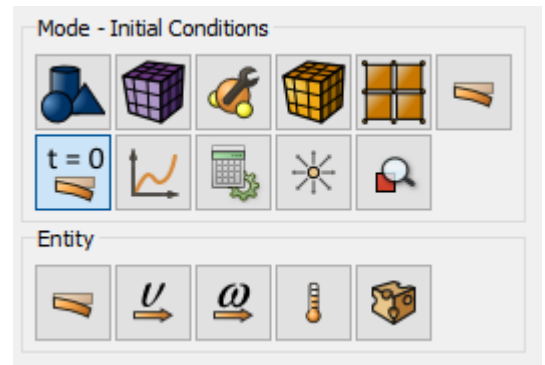 Mode - Initial Conditions
t = 0
Entity
υ
ω